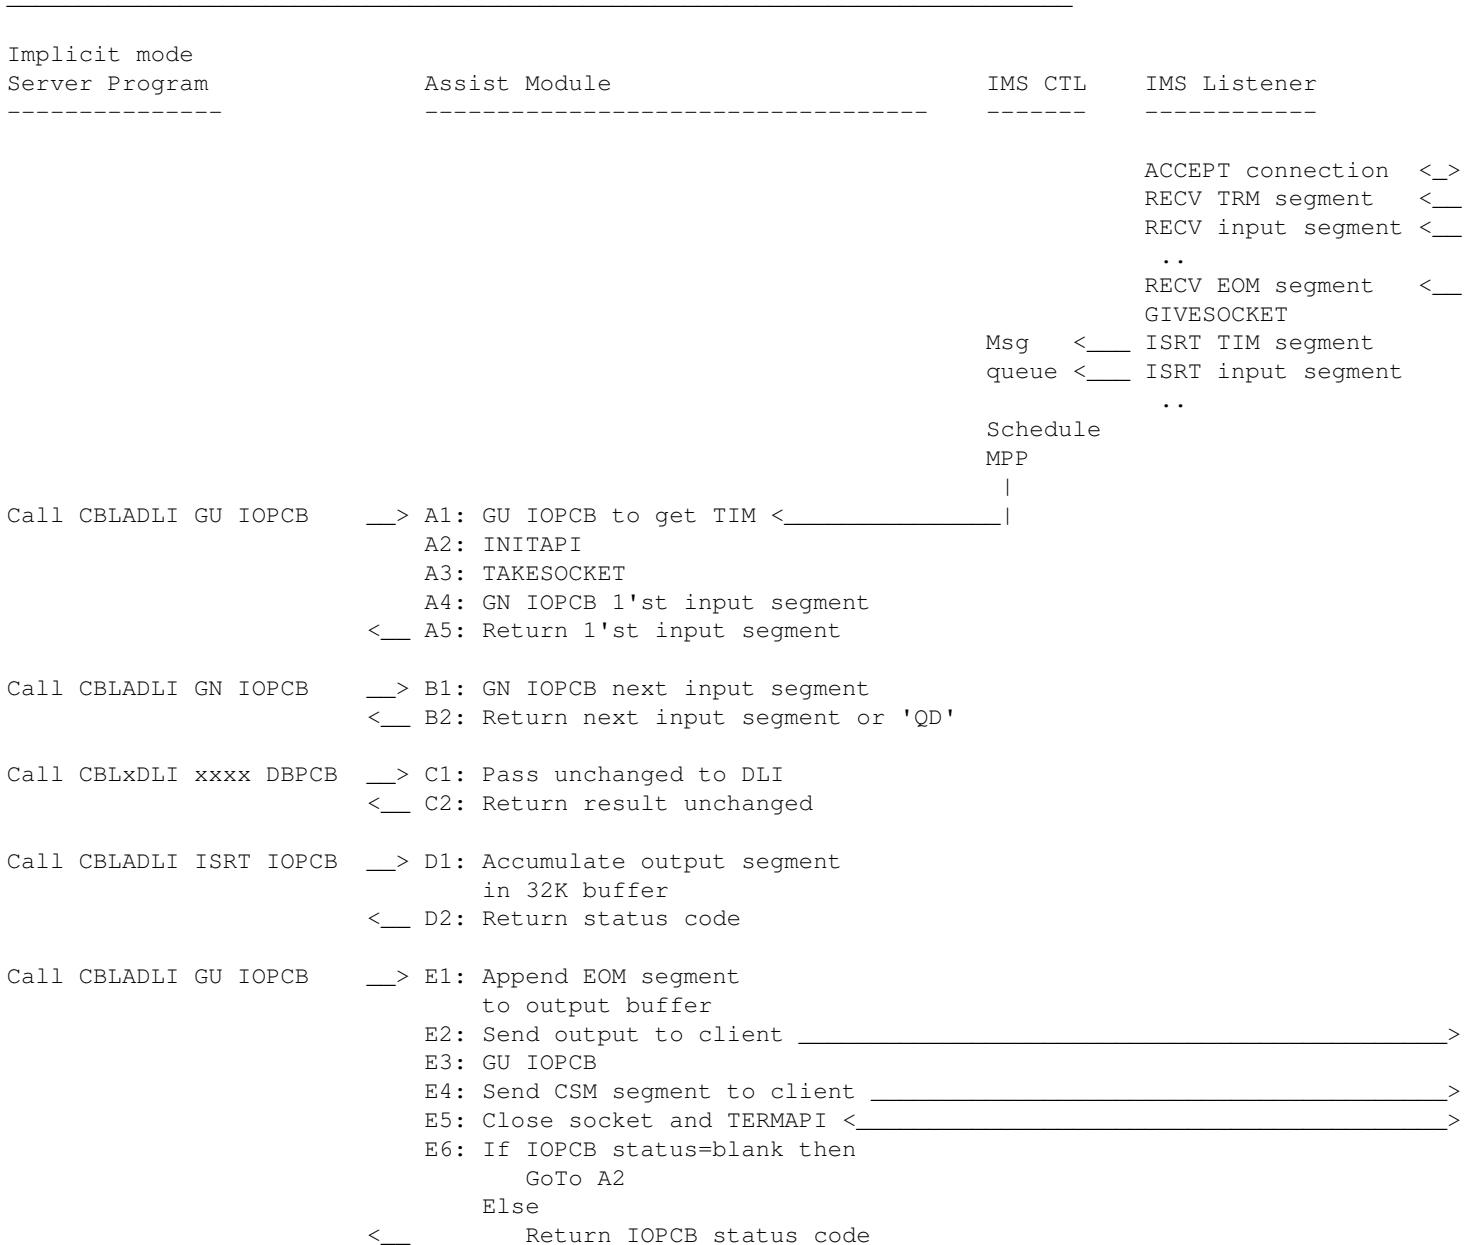 Implicit mode
Server Program Assist Module IMS CTL IMS Listener
--------------- ----------------------------------- ------- ------------
ACCEPT connection <_>
RECV TRM segment <__
RECV input segment <__
..
RECV EOM segment <__
GIVESOCKET
Msg <___ ISRT TIM segment
queue <___ ISRT input segment
..
Schedule
MPP
|
Call CBLADLI GU IOPCB __> A1: GU IOPCB to get TIM <_______________|
A2: INITAPI
A3: TAKESOCKET
A4: GN IOPCB 1'st input segment
<__ A5: Return 1'st input segment
Call CBLADLI GN IOPCB __> B1: GN IOPCB next input segment
<__ B2: Return next input segment or 'QD'
Call CBLxDLI xxxx DBPCB __> C1: Pass unchanged to DLI
<__ C2: Return result unchanged
Call CBLADLI ISRT IOPCB __> D1: Accumulate output segment
in 32K buffer
<__ D2: Return status code
Call CBLADLI GU IOPCB __> E1: Append EOM segment
to output buffer
E2: Send output to client _____________________________________________>
E3: GU IOPCB
E4: Send CSM segment to client ________________________________________>
E5: Close socket and TERMAPI <_________________________________________>
E6: If IOPCB status=blank then
GoTo A2
Else
<__ Return IOPCB status code